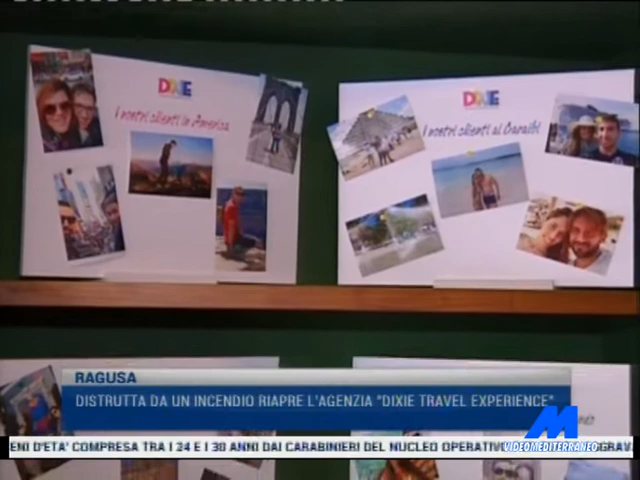 DIXIE
I nostri clienti in America
DIXIE
I nostri clienti ai Caraibi
RAGUSA
DISTRUTTA DA UN INCENDIO RIAPRE L'AGENZIA "DIXIE TRAVEL EXPERIENCE"
M
VIDEOMEDITERRANEO
ENI D'ETA' COMPRESA TRA I 24 E I 30 ANNI DAI CARABINIERI DEL NUCLEO OPERATIVO